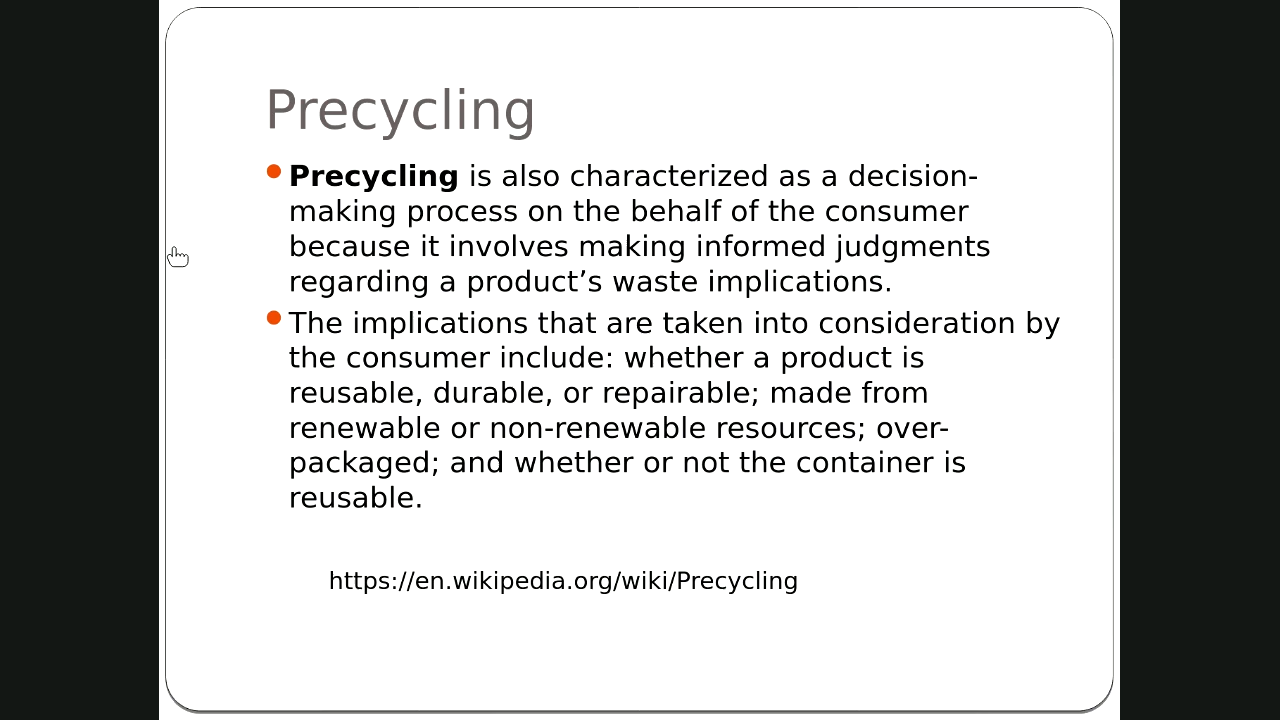 Precycling
Precycling is also characterized as a decision-
making process on the behalf of the consumer
because it involves making informed judgments
regarding a product’s waste implications.
The implications that are taken into consideration by
the consumer include: whether a product is
reusable, durable, or repairable; made from
renewable or non-renewable resources; over-
packaged; and whether or not the container is
reusable.
https://en.wikipedia.org/wiki/Precycling